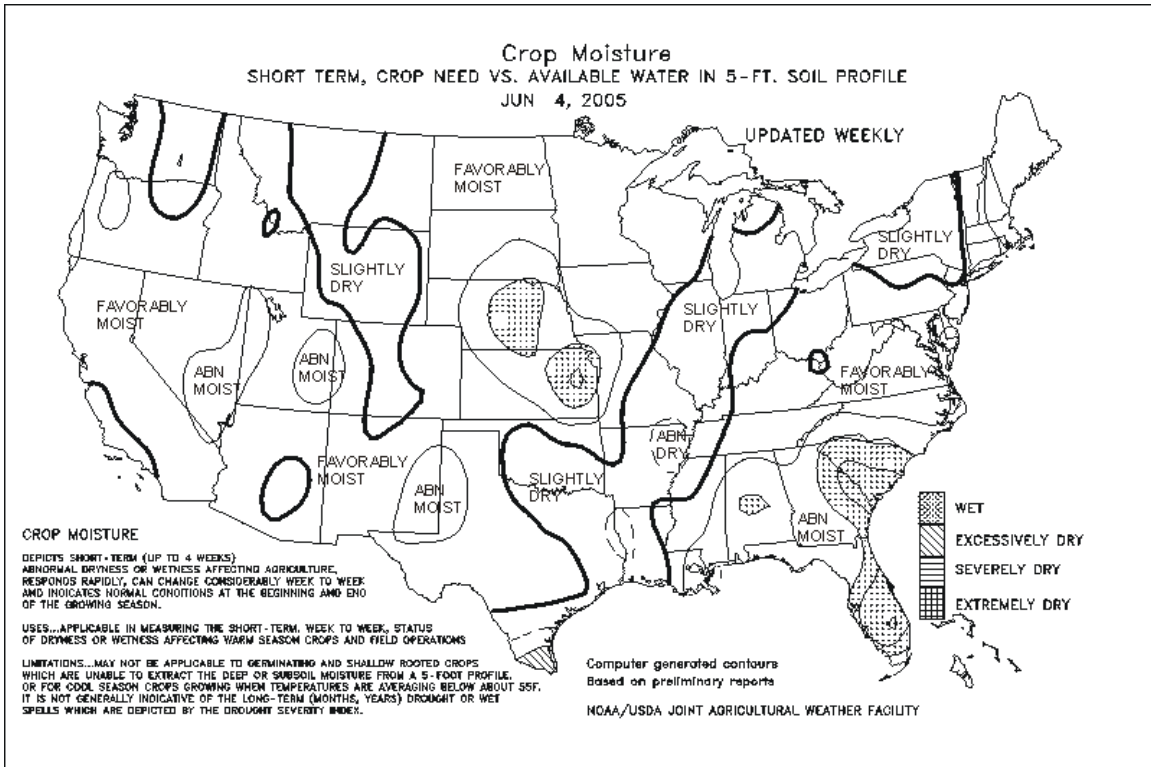 Crop Moisture
SHORT TERM, CROP NEED VS. AVAILABLE WATER IN 5-FT. SOIL PROFILE
JUN 4, 2005
UPDATED WEEKLY
FAVORABLY
MOIST
SLIGHTLY
DRY
SLIGHTLY
DRY
FAVORABLY
MOIST
SLIGHTLY
DRY
ABN
MOIST
ABN
MOIST
FAVORABLY
MOIST
ABN
DRY
FAVORABLY
MOIST
ABN
MOIST
SLIGHTLY
DRY
ABN
MOIST
WET
EXCESSIVELY DRY
SEVERELY DRY
EXTREMELY DRY
CROP MOISTURE
DEPICTS SHORT-TERM (UP TO 4 WEEKS)
ABNORMAL DRYNESS OR WETNESS AFFECTING AGRICULTURE,
RESPONDS RAPIDLY, CAN CHANGE CONSIDERABLY WEEK TO WEEK
AND INDICATES NORMAL CONDITIONS AT THE BEGINNING AND END
OF THE GROWING SEASON.
USES...APPLICABLE IN MEASURING THE SHORT-TERM, WEEK TO WEEK, STATUS
OF DRYNESS OR WETNESS AFFECTING WARM SEASON CROPS AND FIELD OPERATIONS
LIMITATIONS...MAY NOT BE APPLICABLE TO GERMINATING AND SHALLOW ROOTED CROPS
WHICH ARE UNABLE TO EXTRACT THE DEEP OR SUBSOIL MOISTURE FROM A 5-FOOT PROFILE,
OR FOR COOL SEASON CROPS GROWING WHEN TEMPERATURES ARE AVERAGING BELOW ABOUT 55F.
IT IS NOT GENERALLY INDICATIVE OF THE LONG-TERM (MONTHS, YEARS) DROUGHT OR WET
SPELLS WHICH ARE DEPICTED BY THE DROUGHT SEVERITY INDEX.
Computer generated contours
Based on preliminary reports
NOAA/USDA JOINT AGRICULTURAL WEATHER FACILITY